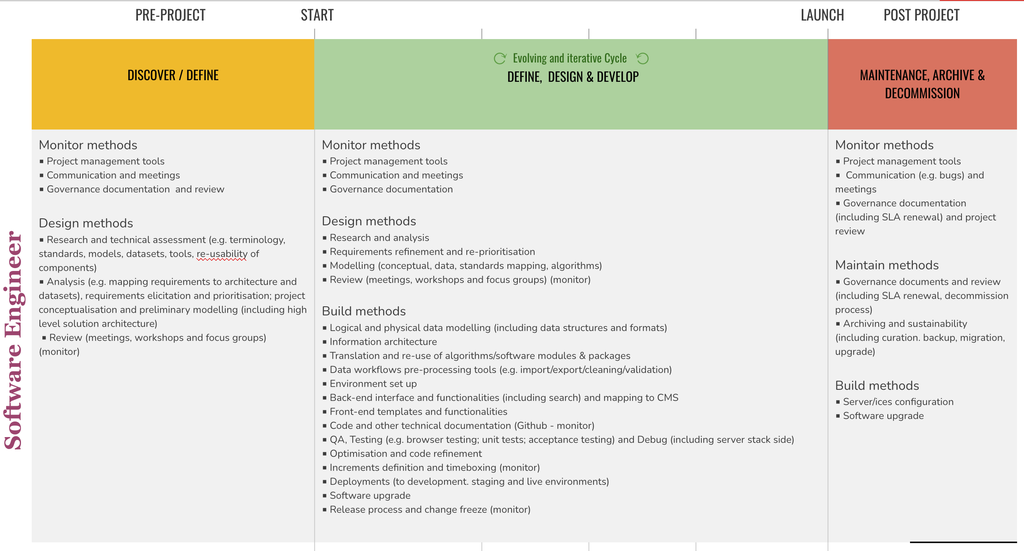 PRE-PROJECT
START
LAUNCH
POST PROJECT
DISCOVER / DEFINE
Evolving and iterative Cycle
DEFINE, DESIGN & DEVELOP
MAINTENANCE, ARCHIVE &
DECOMMISSION
Software Engineer
Monitor methods
▪ Project management tools
▪ Communication and meetings
▪ Governance documentation  and review
Design methods
▪ Research and technical assessment (e.g. terminology,
standards, models, datasets, tools, re-usability of
components)
▪ Analysis (e.g. mapping requirements to architecture and
datasets), requirements elicitation and prioritisation; project
conceptualisation and preliminary modelling (including high
level solution architecture)
▪ Review (meetings, workshops and focus groups)
(monitor)
Monitor methods
▪ Project management tools
▪ Communication and meetings
▪ Governance documentation
Design methods
▪ Research and analysis
▪ Requirements refinement and re-prioritisation
▪ Modelling (conceptual, data, standards mapping, algorithms)
▪ Review (meetings, workshops and focus groups) (monitor)
Build methods
▪ Logical and physical data modelling (including data structures and formats)
▪ Information architecture
▪ Translation and re-use of algorithms/software modules & packages
▪ Data workflows pre-processing tools (e.g. import/export/cleaning/validation)
▪ Environment set up
▪ Back-end interface and functionalities (including search) and mapping to CMS
▪ Front-end templates and functionalities
▪ Code and other technical documentation (Github - monitor)
▪ QA, Testing (e.g. browser testing; unit tests; acceptance testing) and Debug (including server stack side)
▪ Optimisation and code refinement
▪ Increments definition and timeboxing (monitor)
▪ Deployments (to development. staging and live environments)
▪ Software upgrade
▪ Release process and change freeze (monitor)
Monitor methods
▪ Project management tools
▪ Communication (e.g. bugs) and
meetings
▪ Governance documentation
(including SLA renewal) and project
review
Maintain methods
▪ Governance documents and review
(including SLA renewal, decommission
process)
▪ Archiving and sustainability
(including curation. backup, migration,
upgrade)
Build methods
▪ Server/ices configuration
▪ Software upgrade